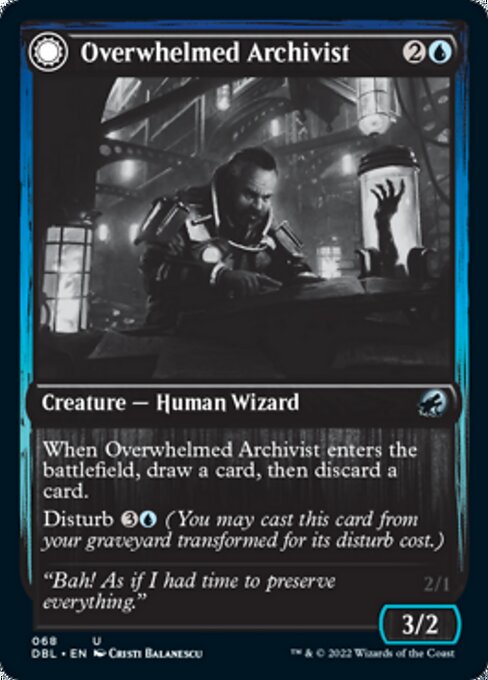 Overwhelmed Archivist 2
Creature — Human Wizard
When Overwhelmed Archivist enters the
battlefield, draw a card, then discard a
card.
Disturb 3 (You may cast this card from
your graveyard transformed for its disturb cost.)
“Bah! As if I had time to preserve
everything.”
2/1
3/2
068 U
DBL • EN Cristi Balanescu
™ & © 2022 Wizards of the Coast